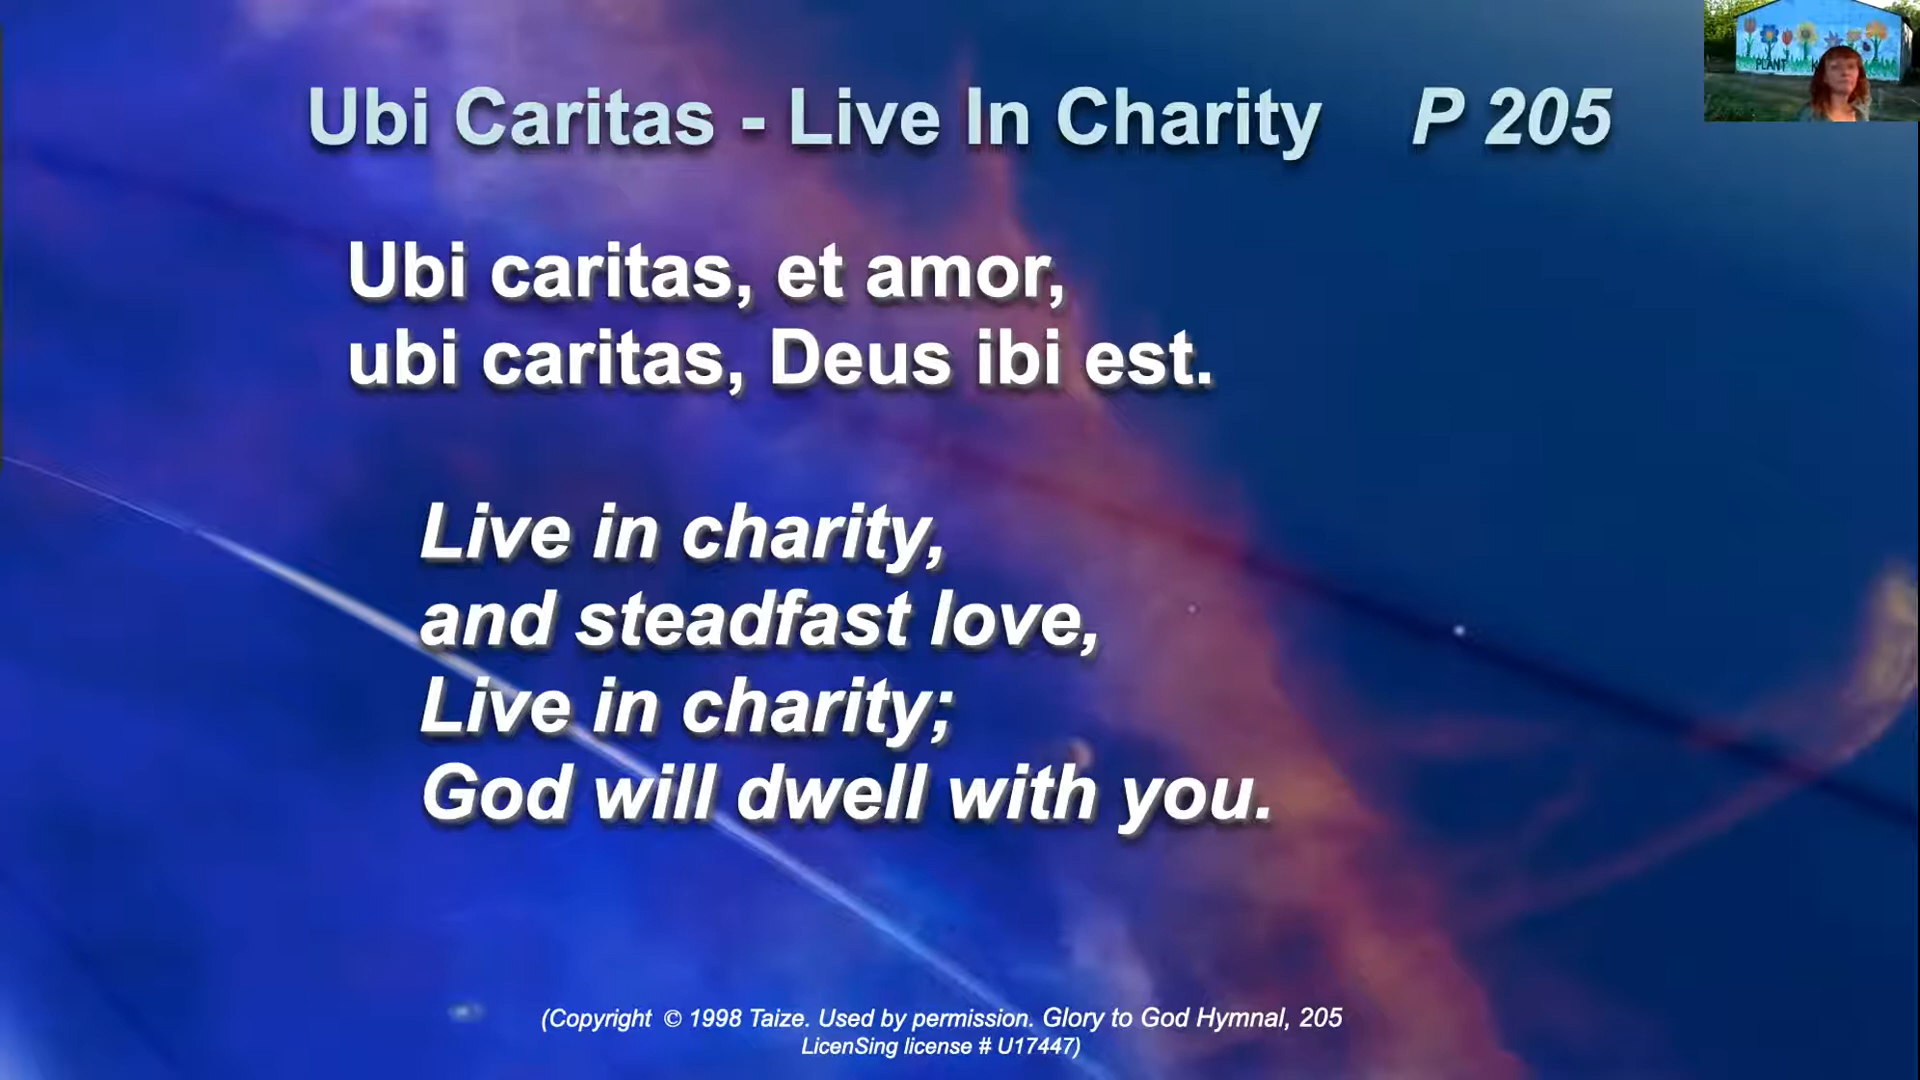 Ubi Caritas - Live In Charity P 205
PLANT
Ubi caritas, et amor,
ubi caritas, Deus ibi est.
Live in charity,
and steadfast love,
Live in charity;
God will dwell with you.
(Copyright © 1998 Taize. Used by permission. Glory to God Hymnal, 205
LicenSing license # U17447)